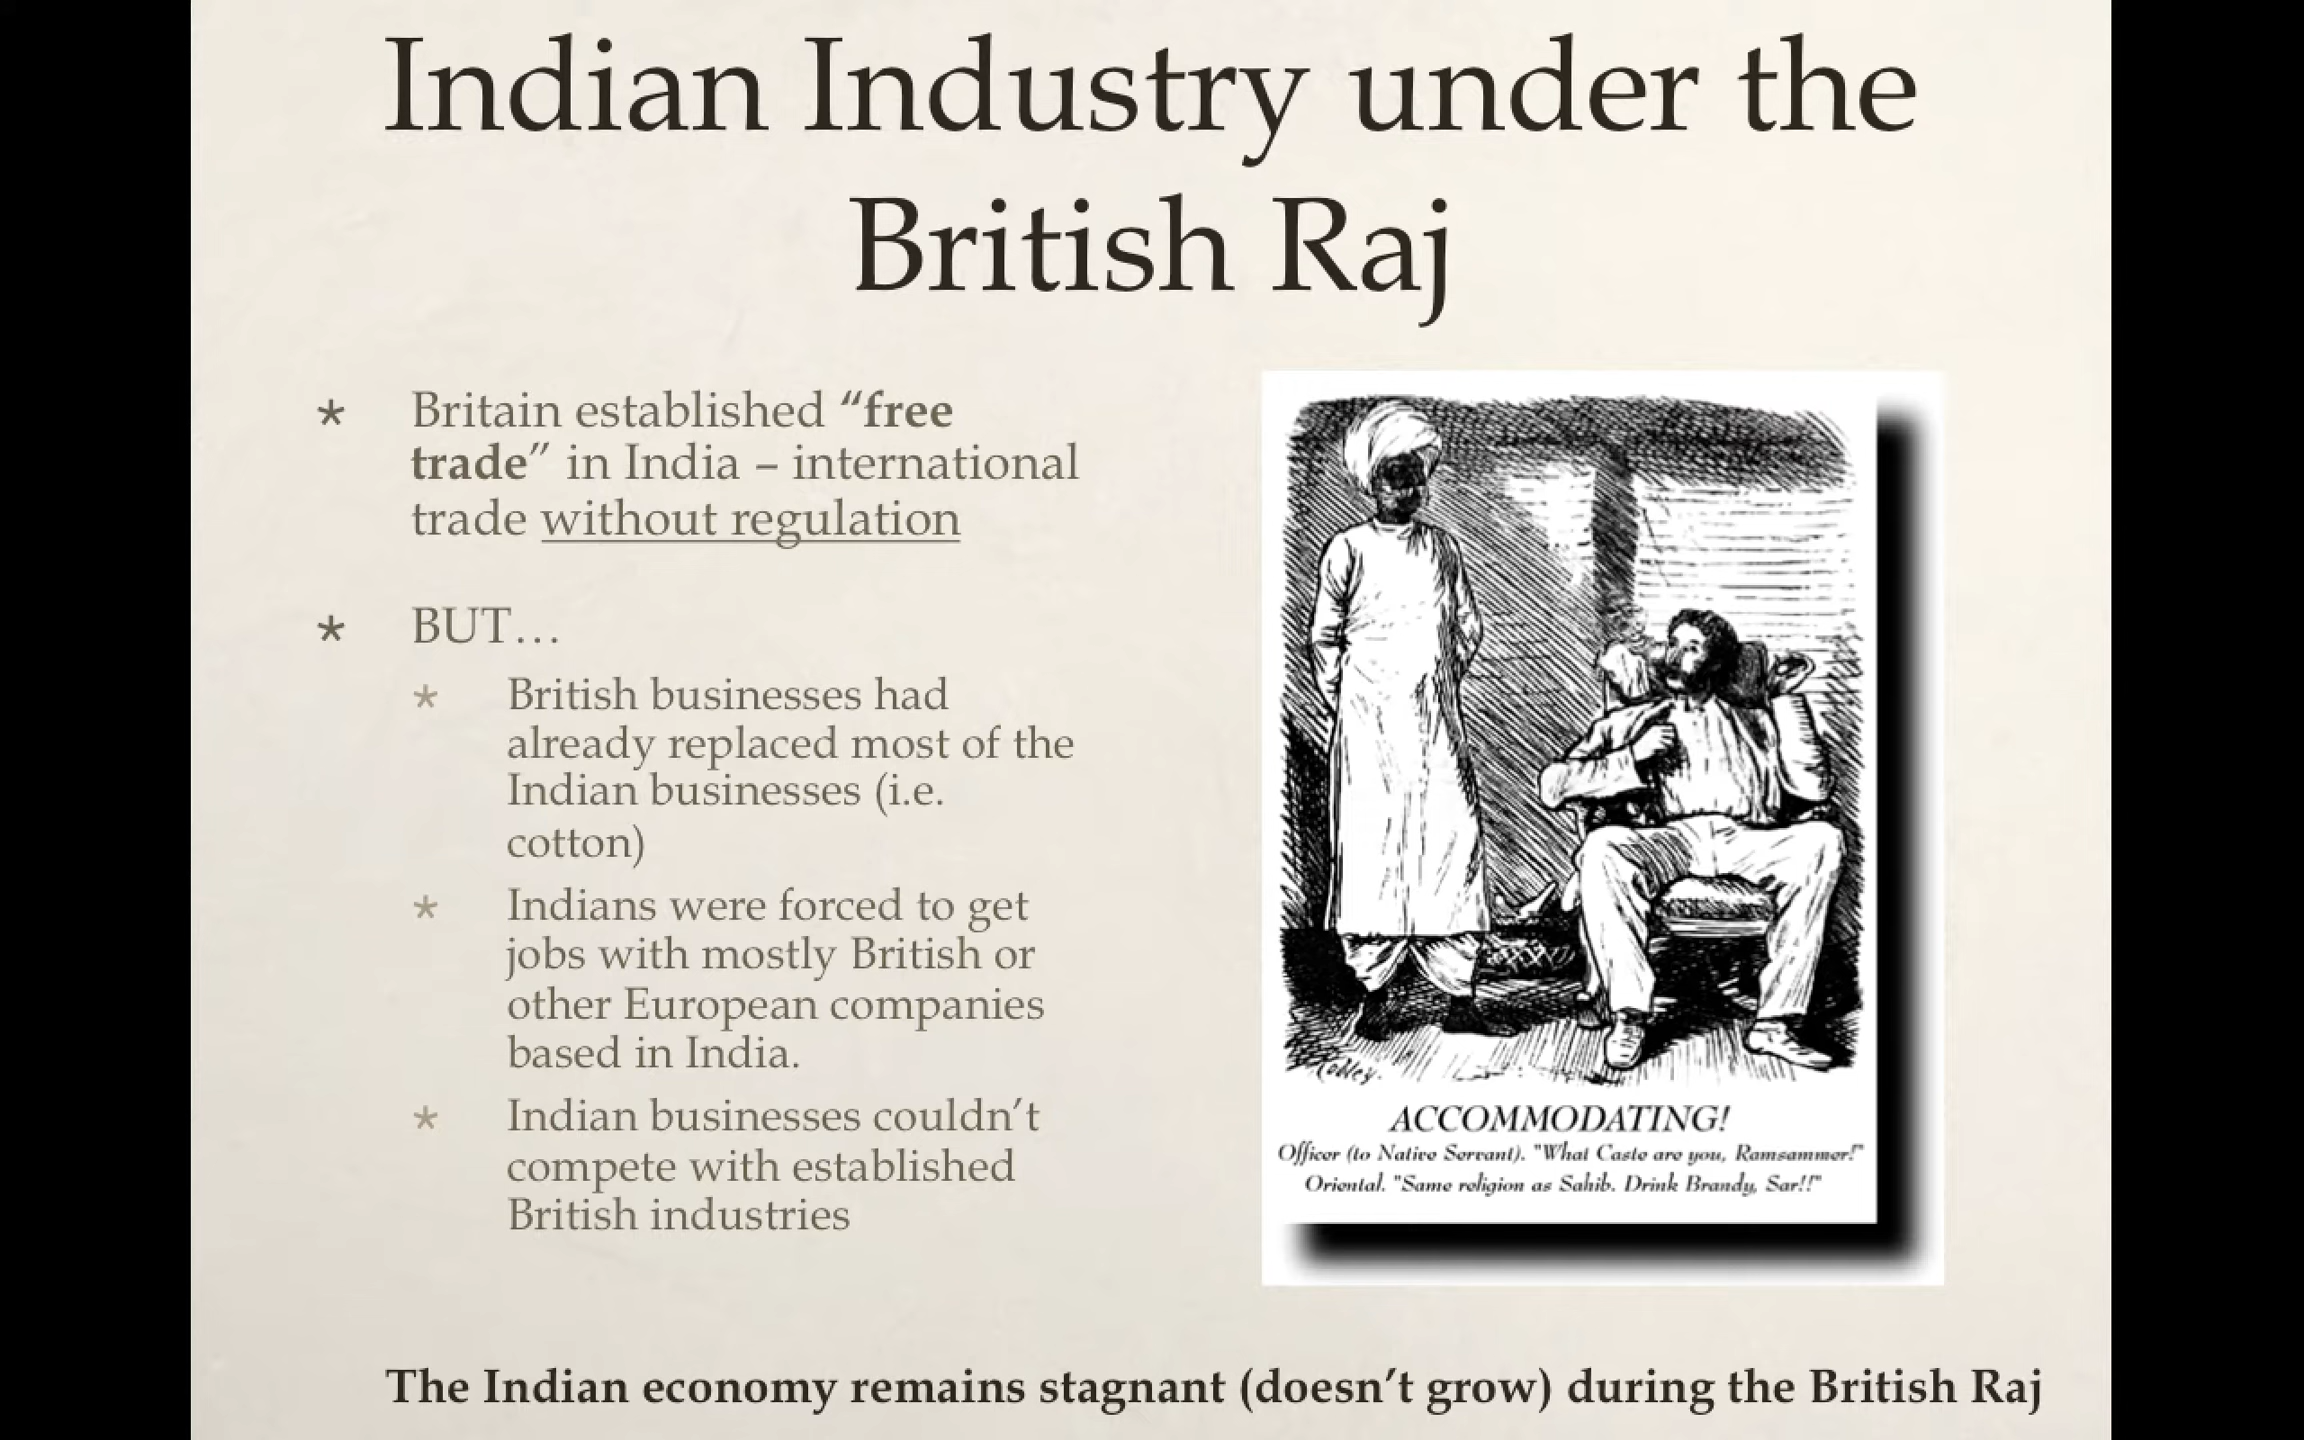 Indian Industry under the
British Raj
* Britain established “free
trade” in India – international
trade without regulation
* BUT…
* British businesses had
already replaced most of the
Indian businesses (i.e.
cotton)
* Indians were forced to get
jobs with mostly British or
other European companies
based in India.
* Indian businesses couldn’t
compete with established
British industries
ACCOMMODATING!
Officer (to Native Servant). "What Caste are you, Ramsammer!"
Oriental. "Same religion as Sahib. Drink Brandy, Sar!!"
The Indian economy remains stagnant (doesn’t grow) during the British Raj